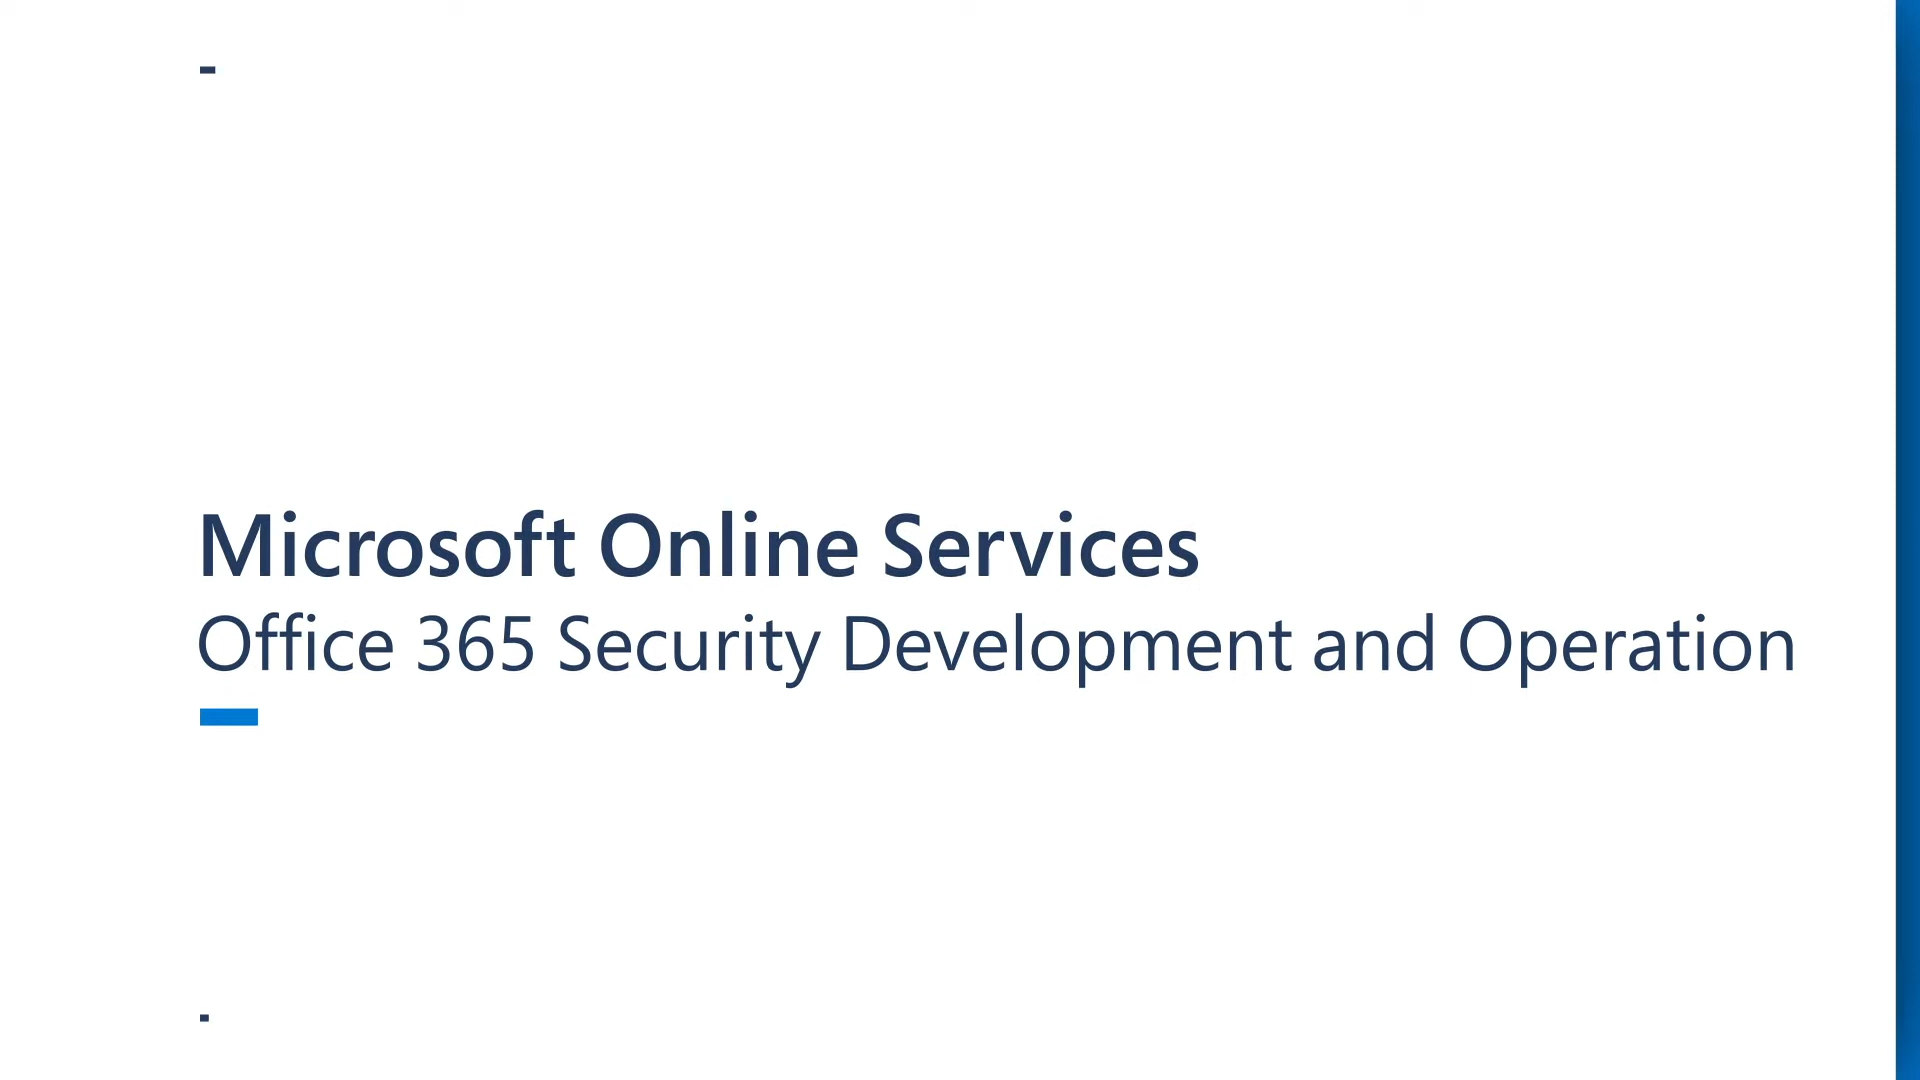 -
Microsoft Online Services
Office 365 Security Development and Operation
-